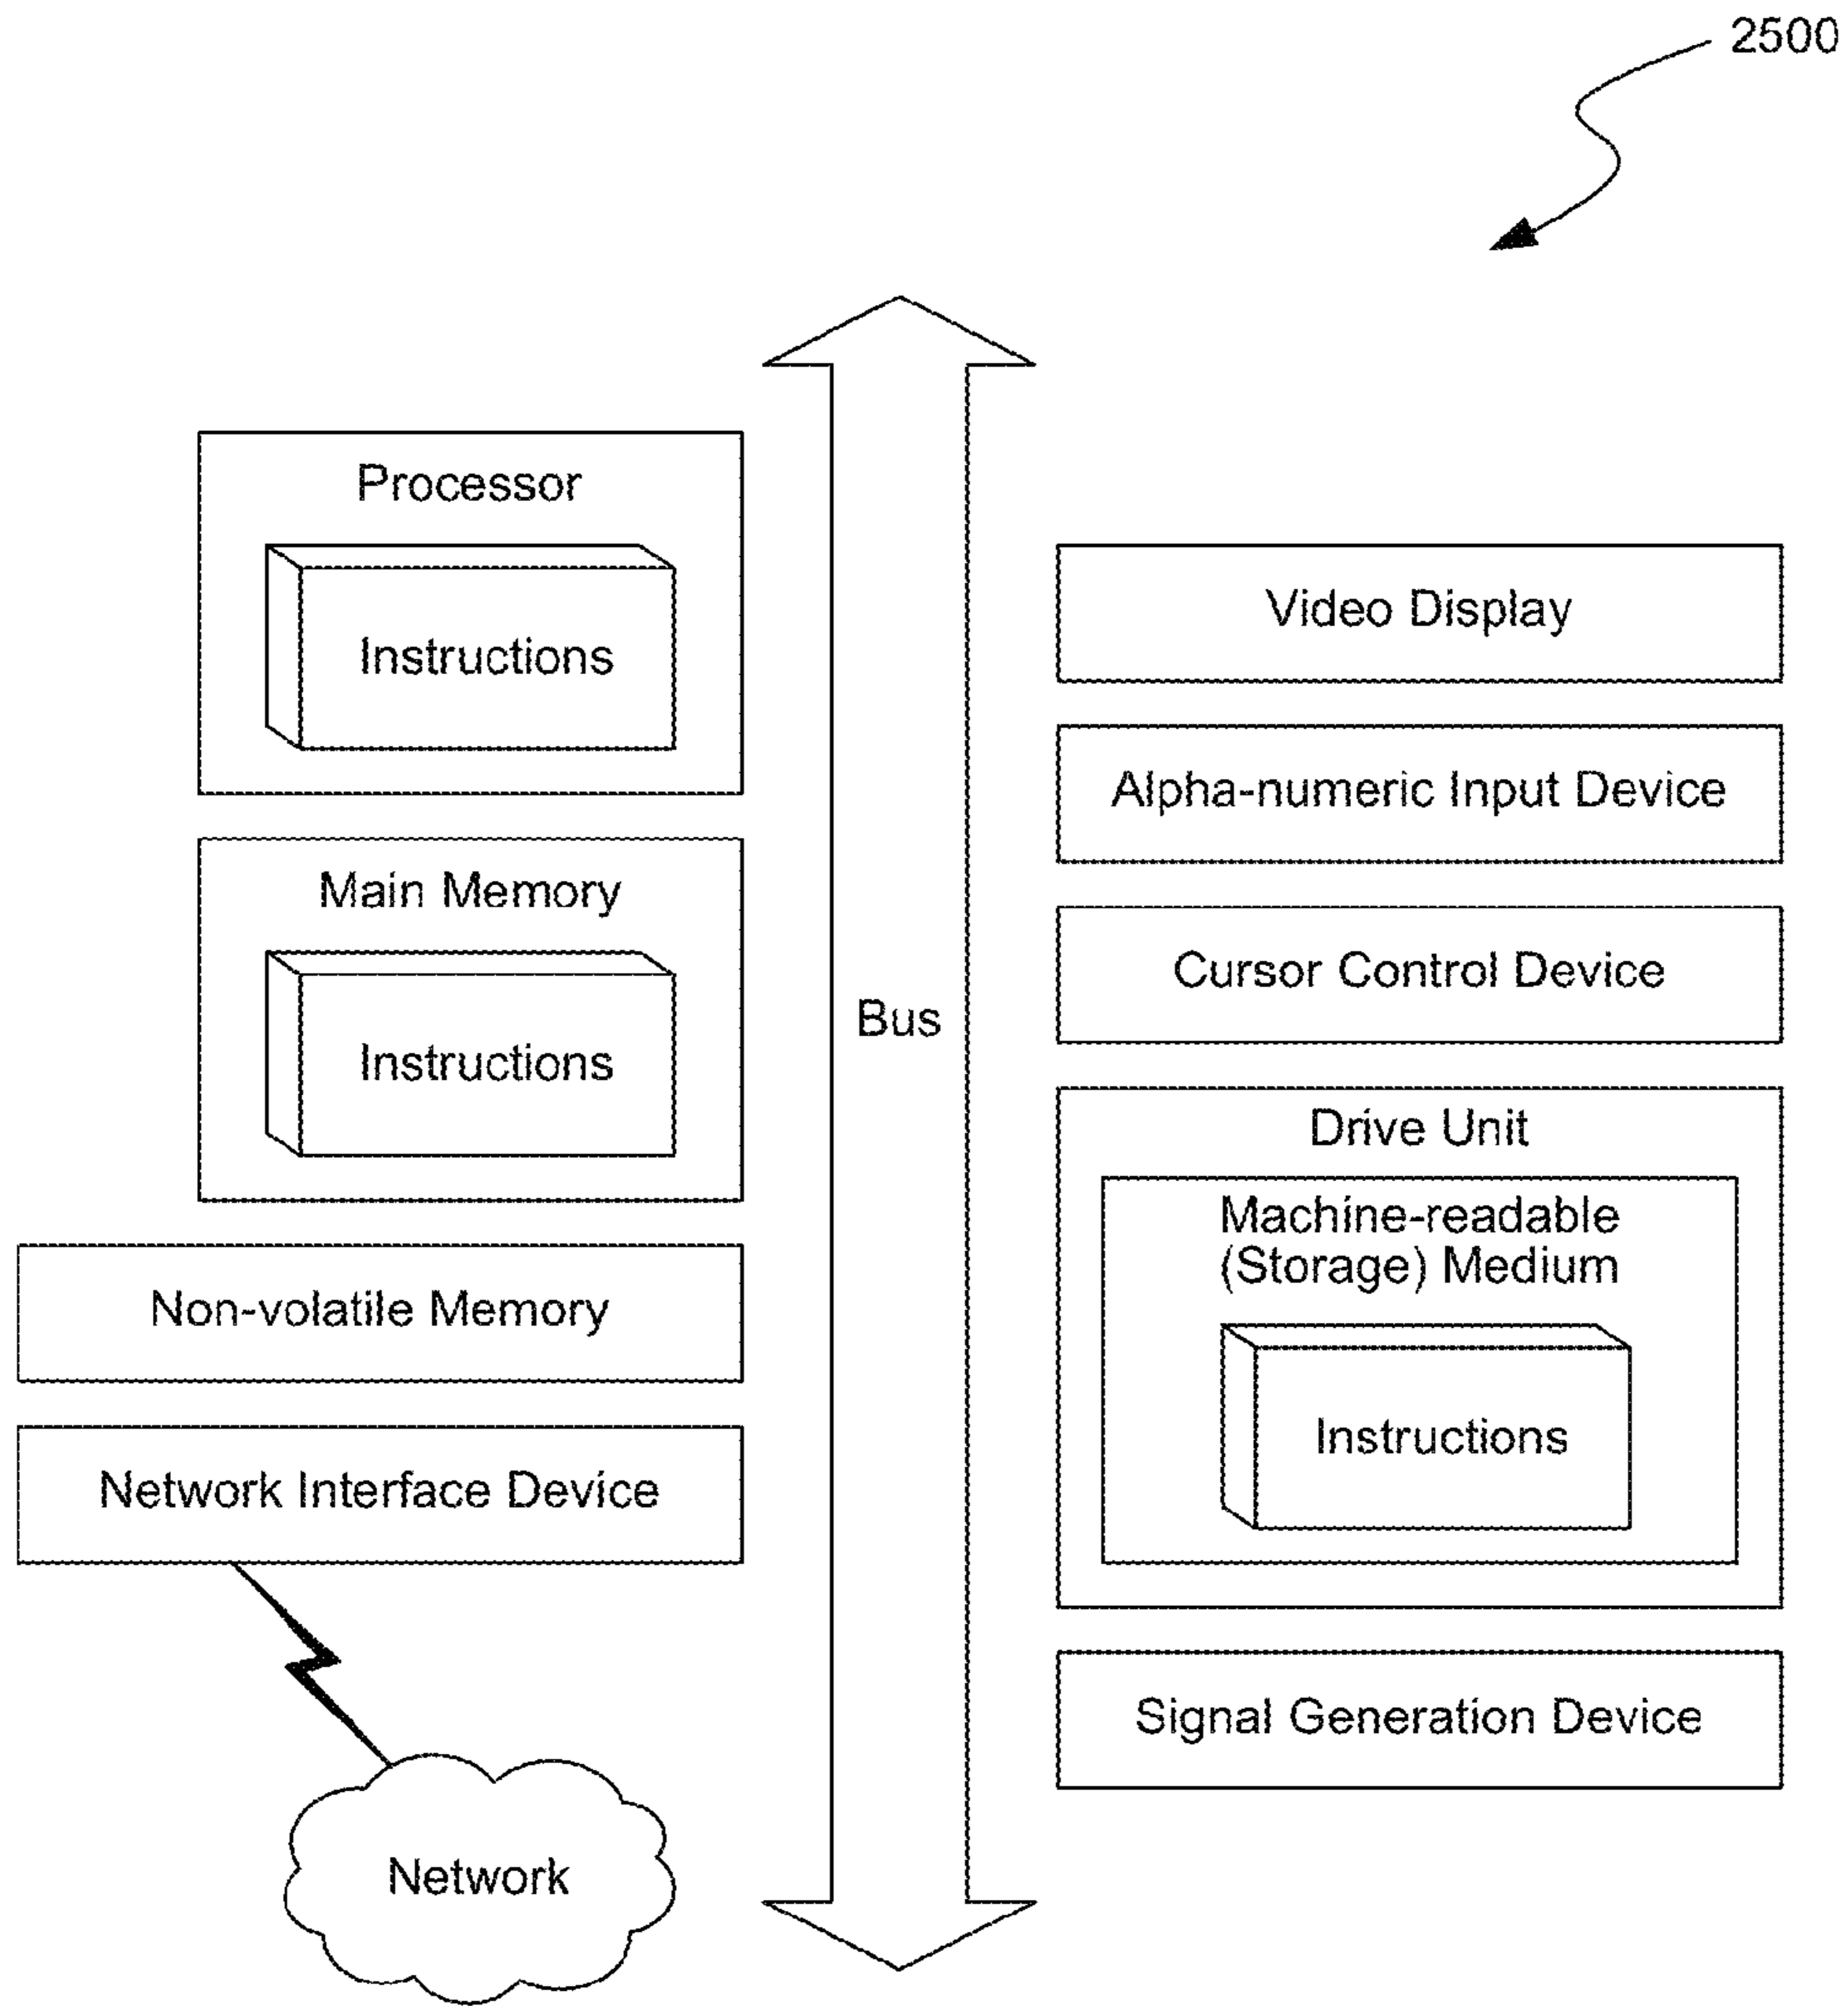 2500
Processor
Instructions
Main Memory
Instructions
Non-volatile Memory
Network Interface Device
Network
Bus
Video Display
Alpha-numeric Input Device
Cursor Control Device
Drive Unit
Machine-readable
(Storage) Medium
Instructions
Signal Generation Device